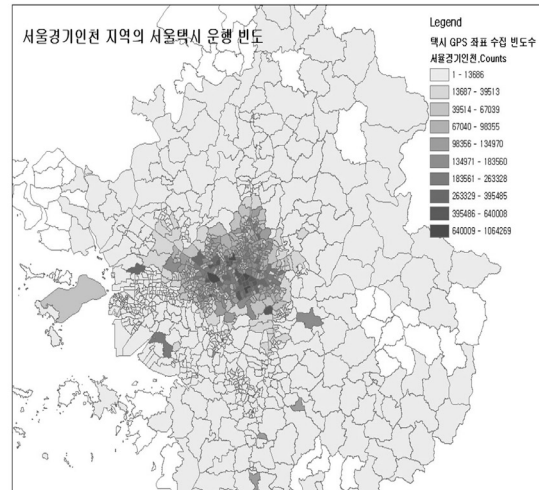 서울경기인천 지역의 서울택시 운행 빈도
Legend
택시 GPS 좌표 수집 빈도수
서울경기인천.Counts
1 - 13686
13687 - 39513
39514 - 67039
67040 - 98355
98356 - 134970
134971 - 183560
183561 - 263328
263329 - 395485
395486 - 640008
640009 - 1064269